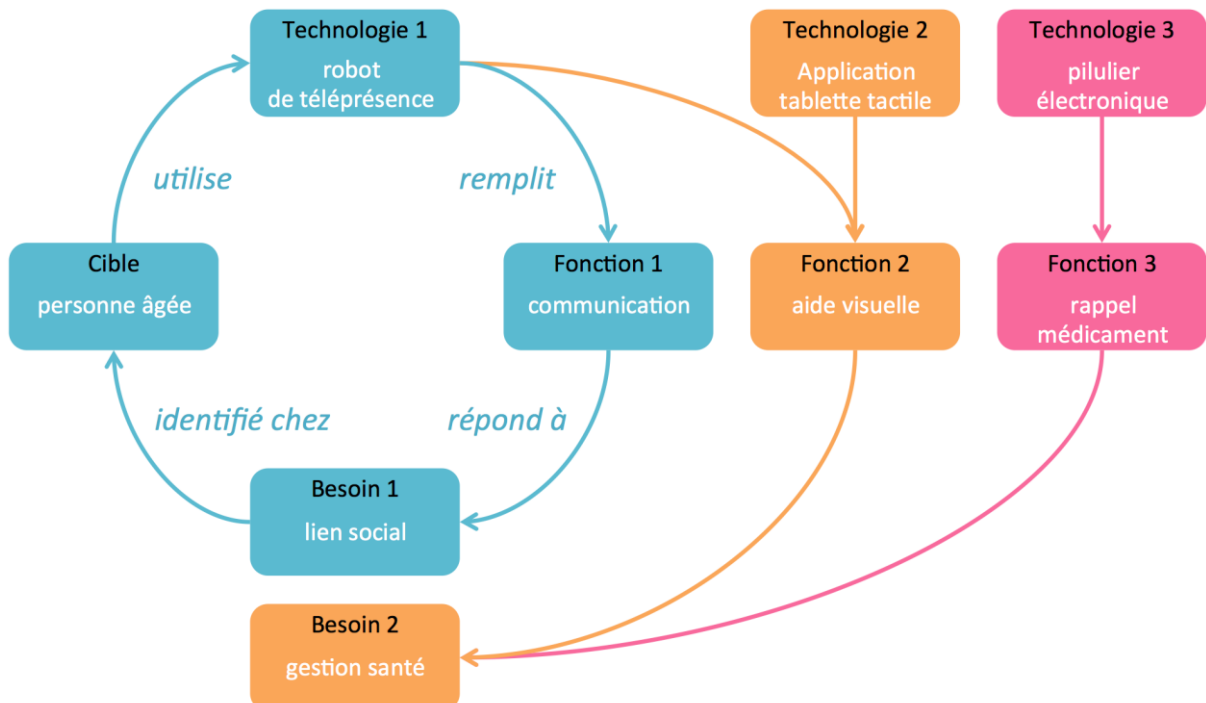 Technologie 1
robot
de téléprésence
Technologie 2
Application
tablette tactile
Technologie 3
pilulier
électronique
utilise
remplit
Cible
personne âgée
Fonction 1
communication
Fonction 2
aide visuelle
Fonction 3
rappel
médicament
identifié chez
répond à
Besoin 1
lien social
Besoin 2
gestion santé